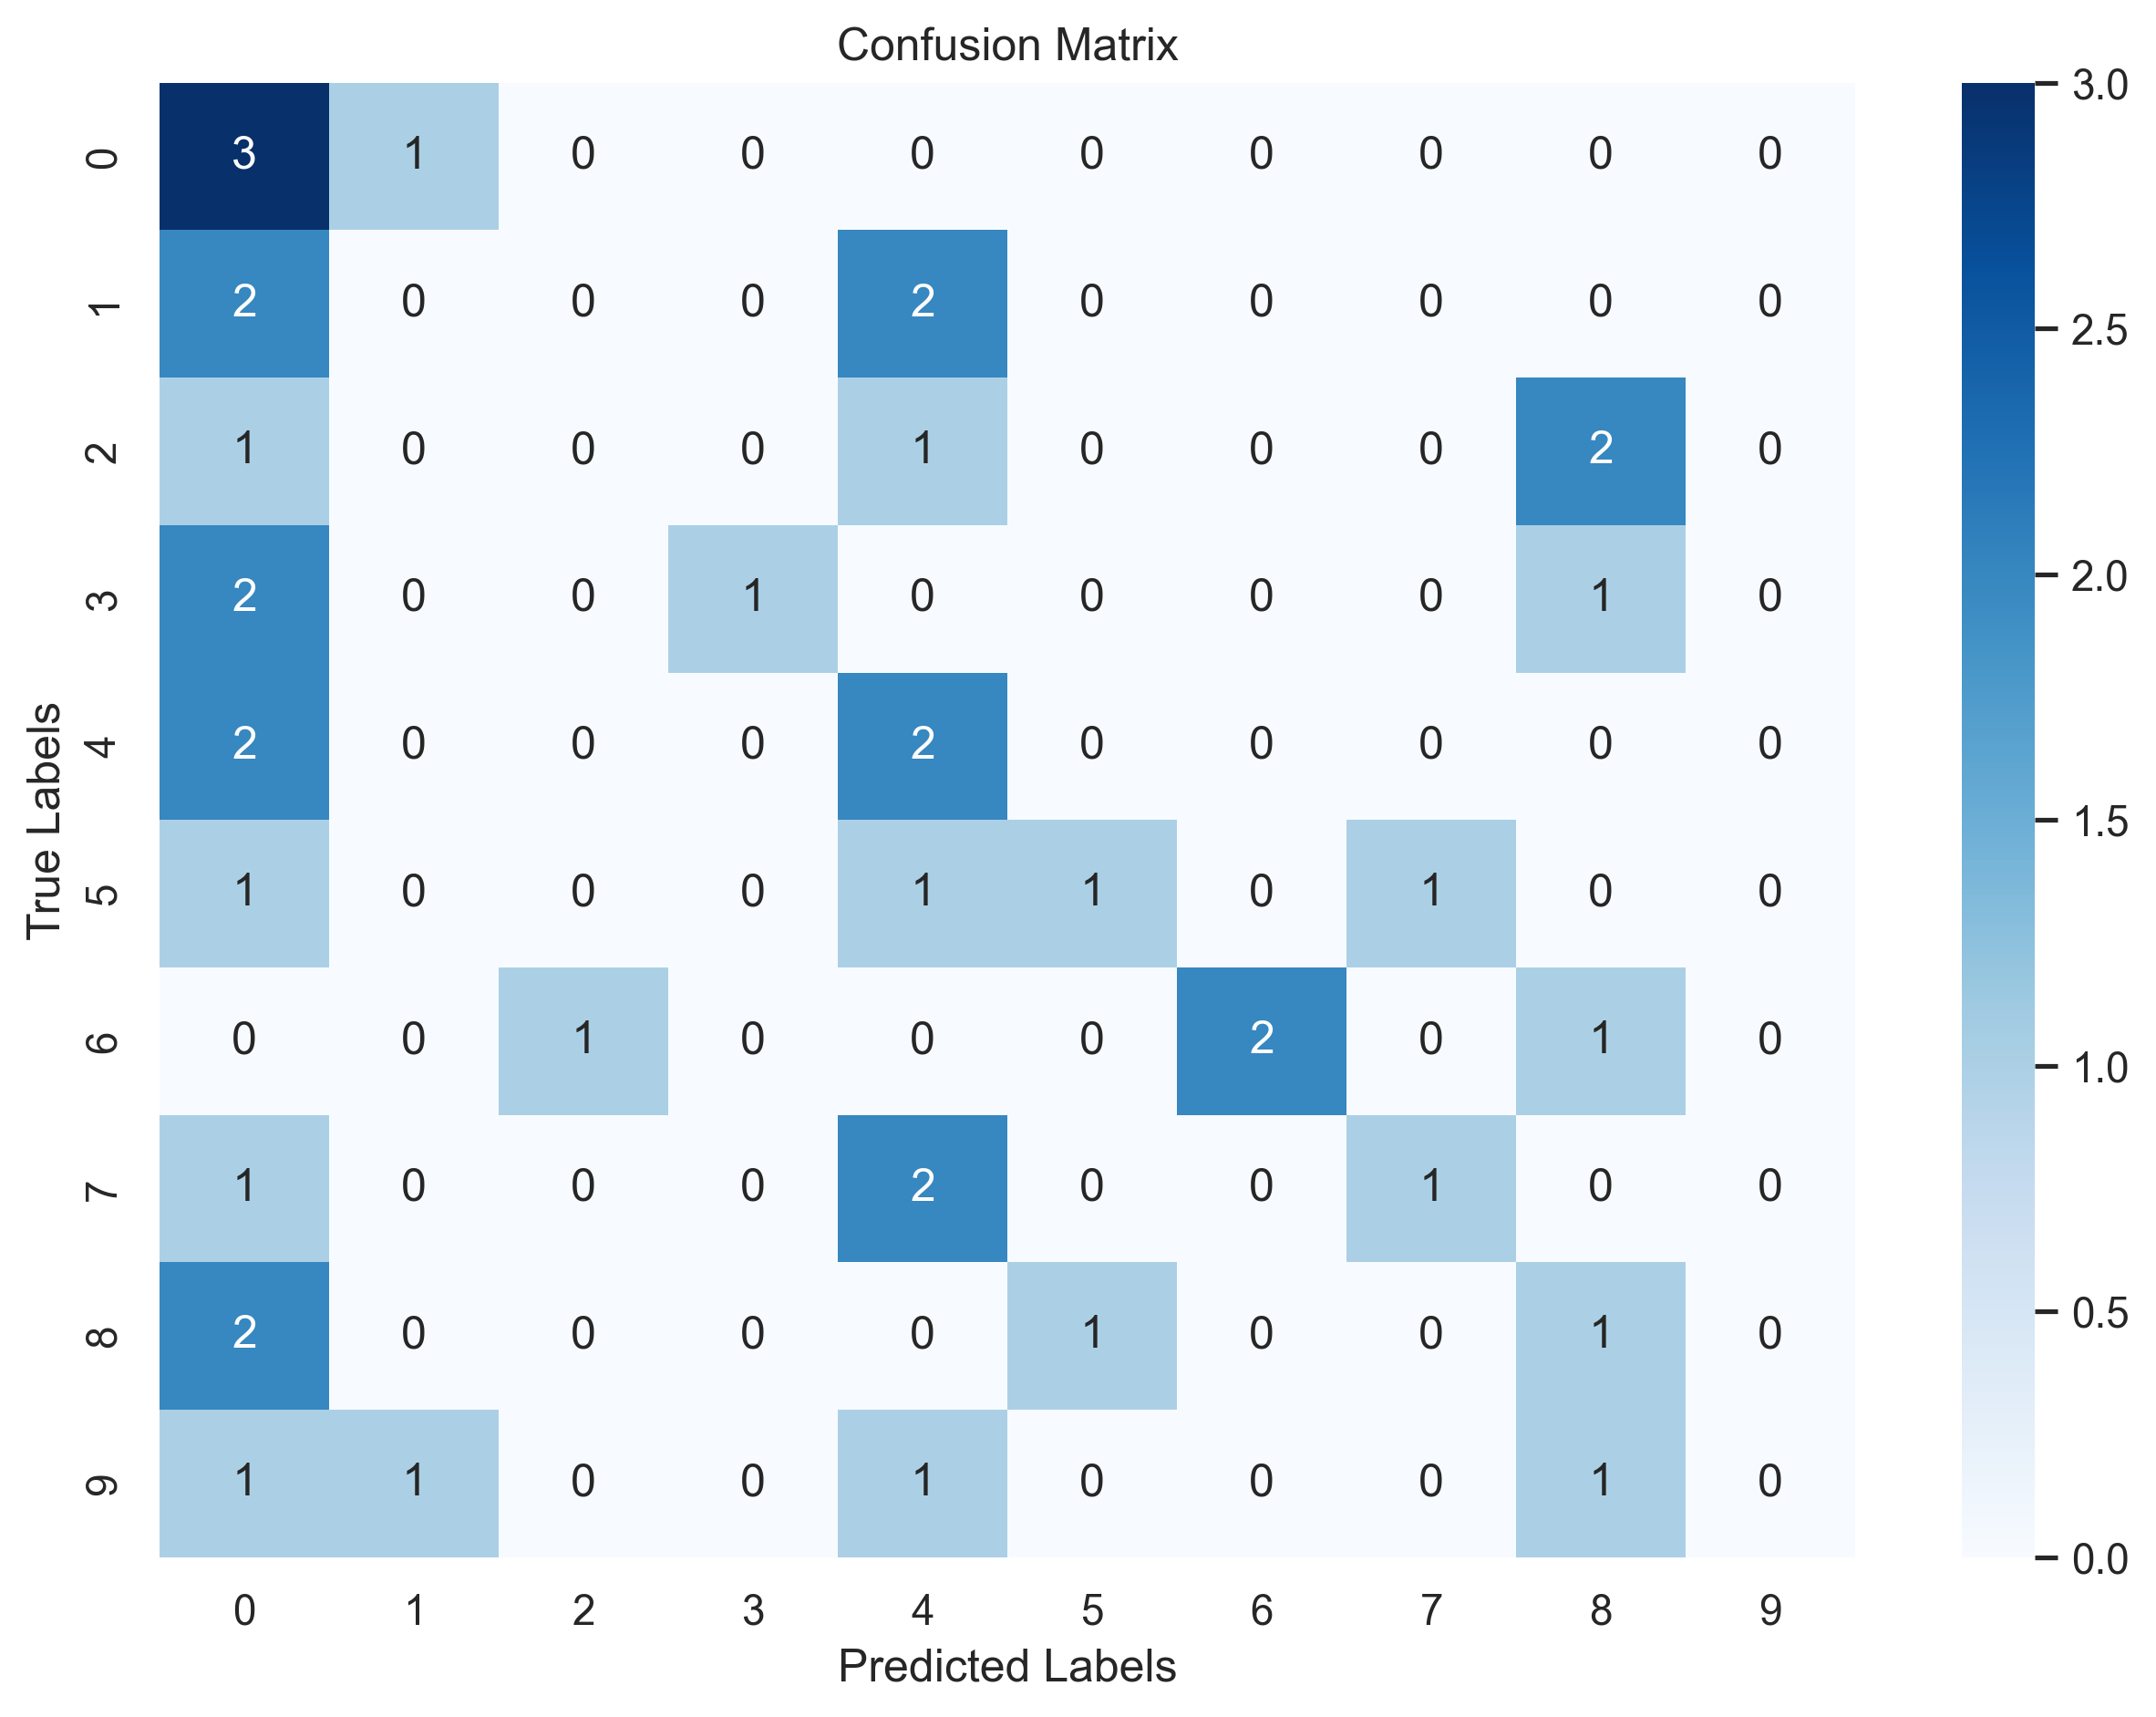 Confusion Matrix
0 3 1 0 0 0 0 0 0 0 0
1 2 0 0 0 2 0 0 0 0 0
2 1 0 0 0 1 0 0 0 2 0
3 2 0 0 1 0 0 0 0 1 0
4 2 0 0 0 2 0 0 0 0 0
5 1 0 0 0 1 1 0 1 0 0
6 0 0 1 0 0 0 2 0 1 0
7 1 0 0 0 2 0 0 1 0 0
8 2 0 0 0 0 1 0 0 1 0
9 1 1 0 0 1 0 0 0 1 0
0 1 2 3 4 5 6 7 8 9
Predicted Labels
True Labels
3.0
2.5
2.0
1.5
1.0
0.5
0.0